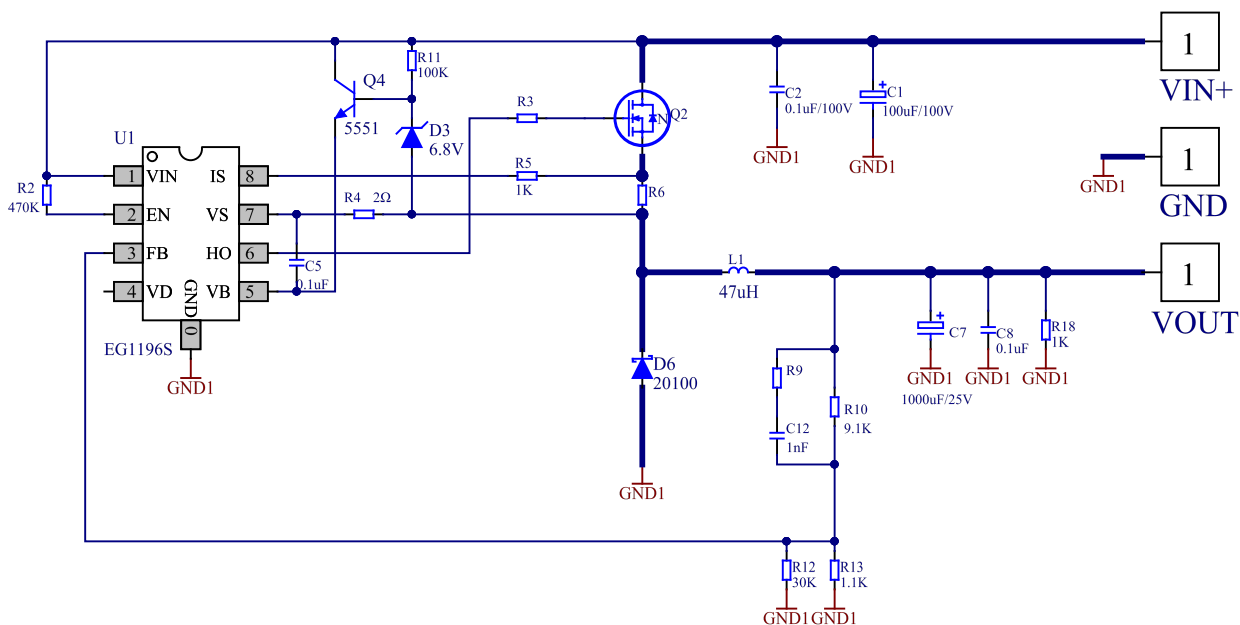 1
VIN+
R11
100K
Q4
5551
R3
NQ2
C2
0.1uF/100V
C1
100uF/100V
GND1
GND1
1
GND
GND1
D3
6.8V
U1
1 VIN IS 8
2 EN VS 7
3 FB HO 6
4 VD VB 5
GND
0
EG1196S
GND1
R2
470K
R5
1K
R4 2Ω
R6
C5
0.1uF
L1
47uH
1
VOUT
C7
1000uF/25V
GND1
C8
0.1uF
GND1
R18
1K
GND1
D6
20100
GND1
R9
C12
1nF
R10
9.1K
R12
30K
GND1
R13
1.1K
GND1